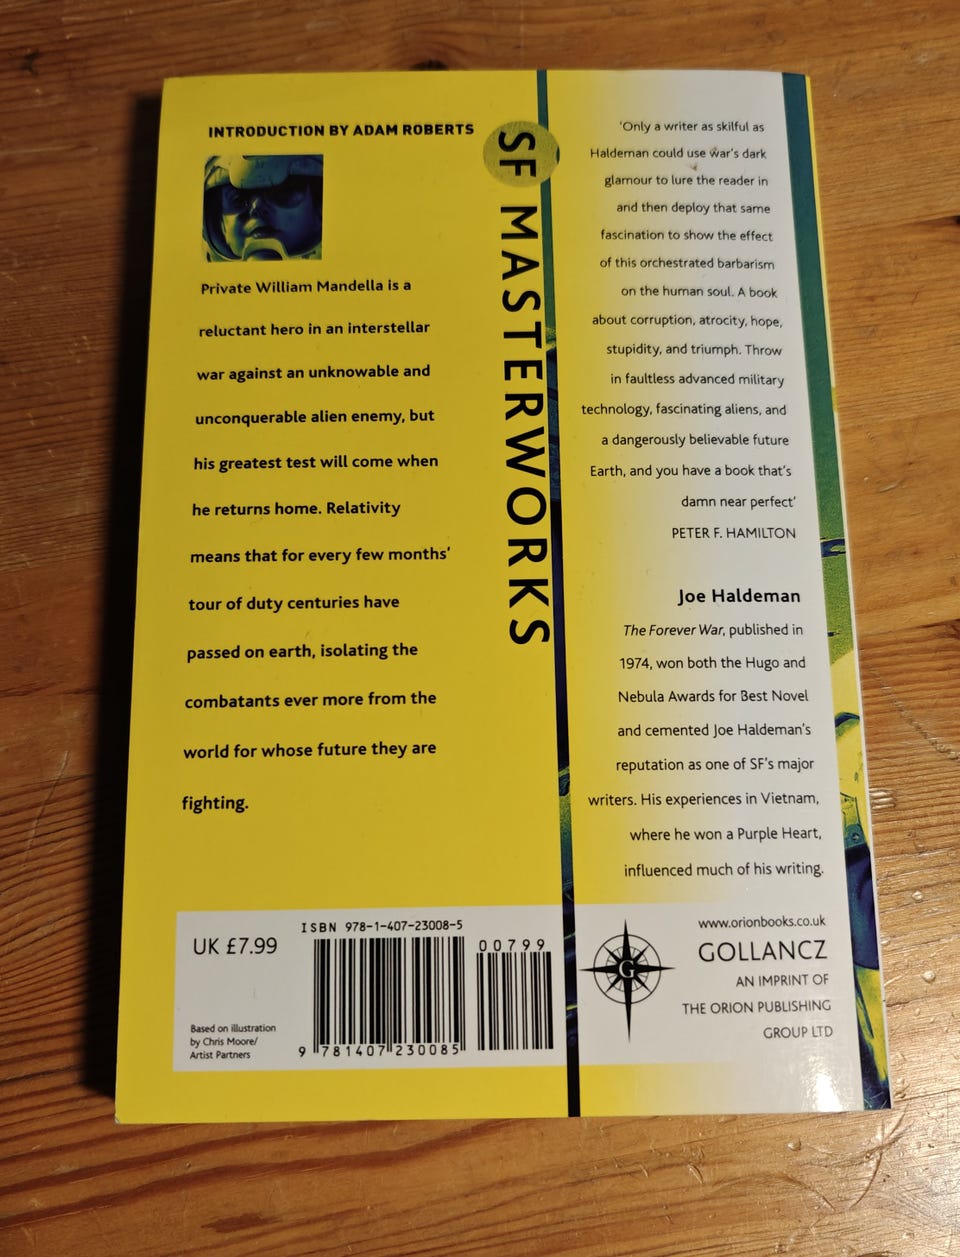 INTRODUCTION BY ADAM ROBERTS
Private William Mandella is a
reluctant hero in an interstellar
war against an unknowable and
unconquerable alien enemy, but
his greatest test will come when
he returns home. Relativity
means that for every few months'
tour of duty centuries have
passed on earth, isolating the
combatants ever more from the
world for whose future they are
fighting.
SF MASTERWORKS
'Only a writer as skilful as
Haldeman could use war's dark
glamour to lure the reader in
and then deploy that same
fascination to show the effect
of this orchestrated barbarism
on the human soul. A book
about corruption, atrocity, hope,
stupidity, and triumph. Throw
in faultless advanced military
technology, fascinating aliens, and
a dangerously believable future
Earth, and you have a book that's
damn near perfect'
PETER F. HAMILTON
Joe Haldeman
The Forever War, published in
1974, won both the Hugo and
Nebula Awards for Best Novel
and cemented Joe Haldeman's
reputation as one of SF's major
writers. His experiences in Vietnam,
where he won a Purple Heart,
influenced much of his writing.
UK £7.99
Based on illustration
by Chris Moore/
Artist Partners
ISBN 978-1-407-23008-5
00799
9 781407 230085
www.orionbooks.co.uk
GOLLANCZ
AN IMPRINT OF
THE ORION PUBLISHING
GROUP LTD
G